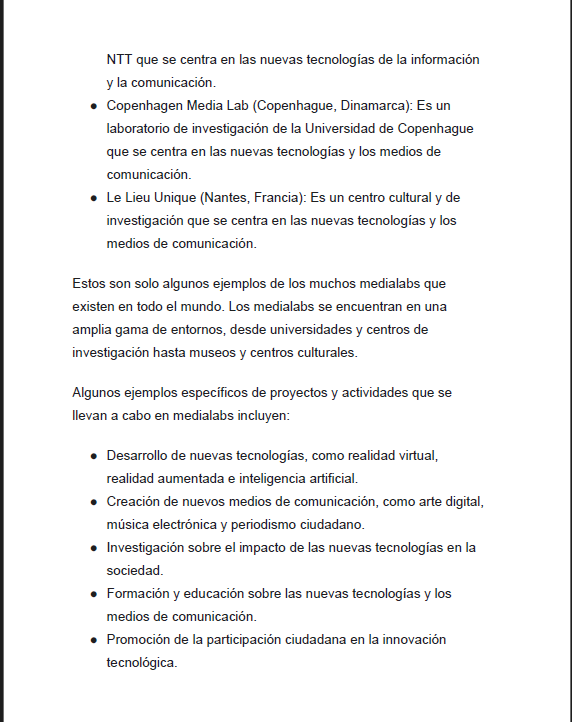 NTT que se centra en las nuevas tecnologías de la información
y la comunicación.
● Copenhagen Media Lab (Copenhague, Dinamarca): Es un
laboratorio de investigación de la Universidad de Copenhague
que se centra en las nuevas tecnologías y los medios de
comunicación.
● Le Lieu Unique (Nantes, Francia): Es un centro cultural y de
investigación que se centra en las nuevas tecnologías y los
medios de comunicación.
Estos son solo algunos ejemplos de los muchos medialabs que
existen en todo el mundo. Los medialabs se encuentran en una
amplia gama de entornos, desde universidades y centros de
investigación hasta museos y centros culturales.
Algunos ejemplos específicos de proyectos y actividades que se
llevan a cabo en medialabs incluyen:
● Desarrollo de nuevas tecnologías, como realidad virtual,
realidad aumentada e inteligencia artificial.
● Creación de nuevos medios de comunicación, como arte digital,
música electrónica y periodismo ciudadano.
● Investigación sobre el impacto de las nuevas tecnologías en la
sociedad.
● Formación y educación sobre las nuevas tecnologías y los
medios de comunicación.
● Promoción de la participación ciudadana en la innovación
tecnológica.